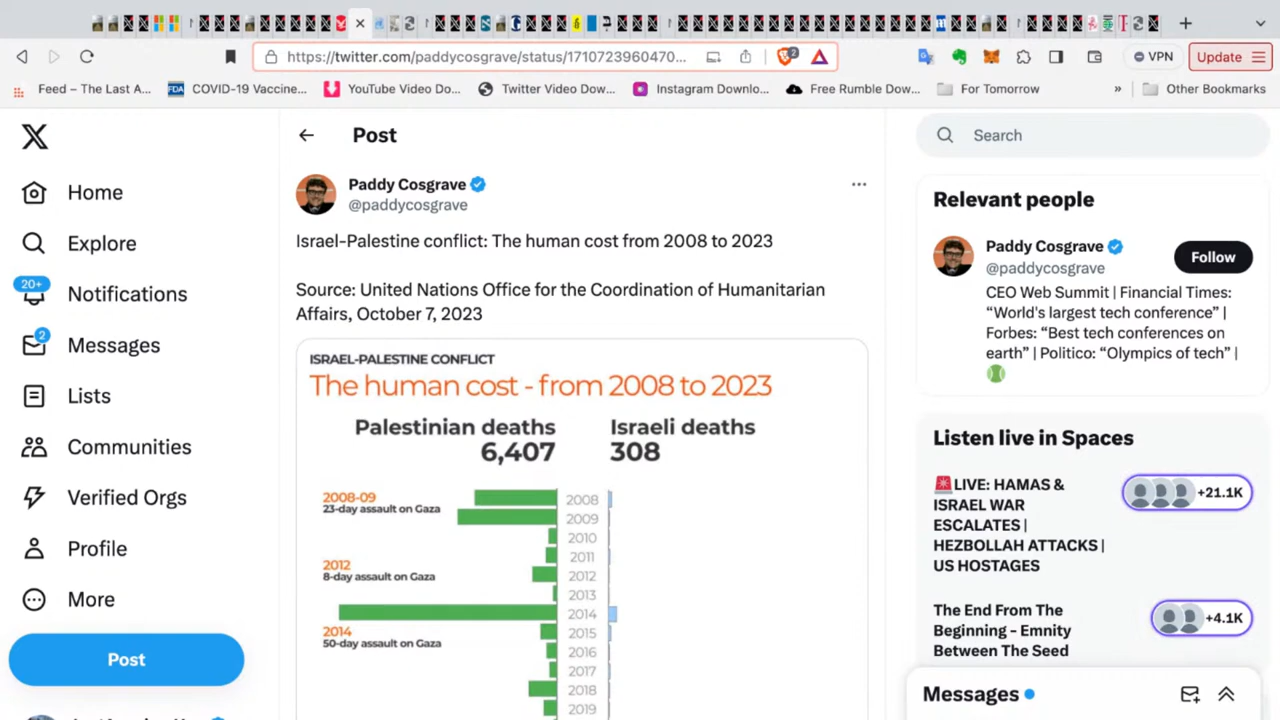 https://twitter.com/paddycosgrave/status/1710723960470...
2
VPN
Update
Feed – The Last A...
COVID-19 Vaccine...
YouTube Video Do...
Twitter Video Dow...
Instagram Downlo...
Free Rumble Dow...
For Tomorrow
»
Other Bookmarks
Home
Explore
20+
Notifications
2
Messages
Lists
Communities
Verified Orgs
Profile
More
Post
Post
Paddy Cosgrave
@paddycosgrave
Israel-Palestine conflict: The human cost from 2008 to 2023
Source: United Nations Office for the Coordination of Humanitarian
Affairs, October 7, 2023
ISRAEL-PALESTINE CONFLICT
The human cost - from 2008 to 2023
Palestinian deaths
6,407
Israeli deaths
308
2008-09
23-day assault on Gaza
2012
8-day assault on Gaza
2014
50-day assault on Gaza
2008
2009
2010
2011
2012
2013
2014
2015
2016
2017
2018
2019
Search
Relevant people
Paddy Cosgrave
@paddycosgrave
Follow
CEO Web Summit | Financial Times:
“World's largest tech conference” |
Forbes: “Best tech conferences on
earth” | Politico: “Olympics of tech” |
Listen live in Spaces
LIVE: HAMAS &
ISRAEL WAR
ESCALATES |
HEZBOLLAH ATTACKS |
US HOSTAGES
+21.1K
The End From The
Beginning - Emnity
Between The Seed
+4.1K
Messages